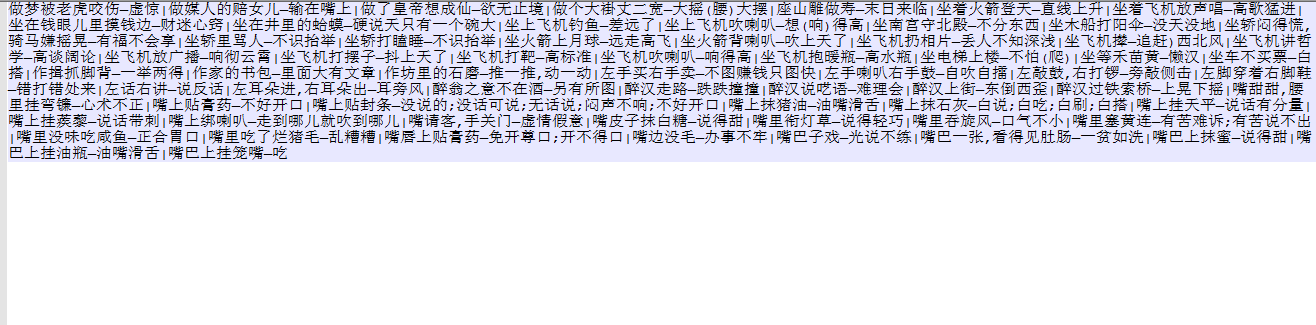 做梦被老虎咬伤—虚惊|做媒人的赔女儿—输在嘴上|做了皇帝想成仙—欲无止境|做个大褂丈二宽—大摇(腰)大摆|座山雕做寿—末日来临|坐着火箭登天—直线上升|坐着飞机放声唱—高歌猛进|
坐在钱眼儿里摸钱边—财迷心窍|坐在井里的蛤蟆—硬说天只有一个碗大|坐上飞机钓鱼—差远了|坐上飞机吹喇叭—想(响)得高|坐南宫守北殿—不分东西|坐木船打阳伞—没天没地|坐轿闷得慌,
骑马嫌摇晃—有福不会享|坐轿里骂人—不识抬举|坐轿打瞌睡—不识抬举|坐火箭上月球—远走高飞|坐火箭背喇叭—吹上天了|坐飞机扔相片—丢人不知深浅|坐飞机撵—追赶)西北风|坐飞机讲哲
学—高谈阔论|坐飞机放广播—响彻云霄|坐飞机打摆子—抖上天了|坐飞机打靶—高标准|坐飞机吹喇叭—响得高|坐飞机抱暖瓶—高水瓶|坐电梯上楼—不怕(爬)|坐等禾苗黄—懒汉|坐车不买票—白
搭|作揖抓脚背—一举两得|作家的书包—里面大有文章|作坊里的石磨—推一推,动一动|左手买右手卖—不图赚钱只图快|左手喇叭右手鼓—自吹自擂|左敲鼓,右打锣—旁敲侧击|左脚穿着右脚鞋
—错打错处来|左话右讲—说反话|左耳朵进,右耳朵出—耳旁风|醉翁之意不在酒—另有所图|醉汉走路—跌跌撞撞|醉汉说呓语—难理会|醉汉上街—东倒西歪|醉汉过铁索桥—上晃下摇|嘴甜甜,腰
里挂弯镰—心术不正|嘴上贴膏药—不好开口|嘴上贴封条—没说的;没话可说;无话说;闷声不响;不好开口|嘴上抹猪油—油嘴滑舌|嘴上抹石灰—白说;白吃;白刷;白搭|嘴上挂天平—说话有分量|
嘴上挂蒺藜—说话带刺|嘴上绑喇叭—走到哪儿就吹到哪儿|嘴请客,手关门—虚情假意|嘴皮子抹白糖—说得甜|嘴里衔灯草—说得轻巧|嘴里吞旋风—口气不小|嘴里塞黄连—有苦难诉;有苦说不出
|嘴里没味吃咸鱼—正合胃口|嘴里吃了烂猪毛—乱糟糟|嘴唇上贴膏药—免开尊口;开不得口|嘴边没毛—办事不牢|嘴巴子戏—光说不练|嘴巴一张,看得见肚肠—一贫如洗|嘴巴上抹蜜—说得甜|嘴
巴上挂油瓶—油嘴滑舌|嘴巴上挂笼嘴—吃